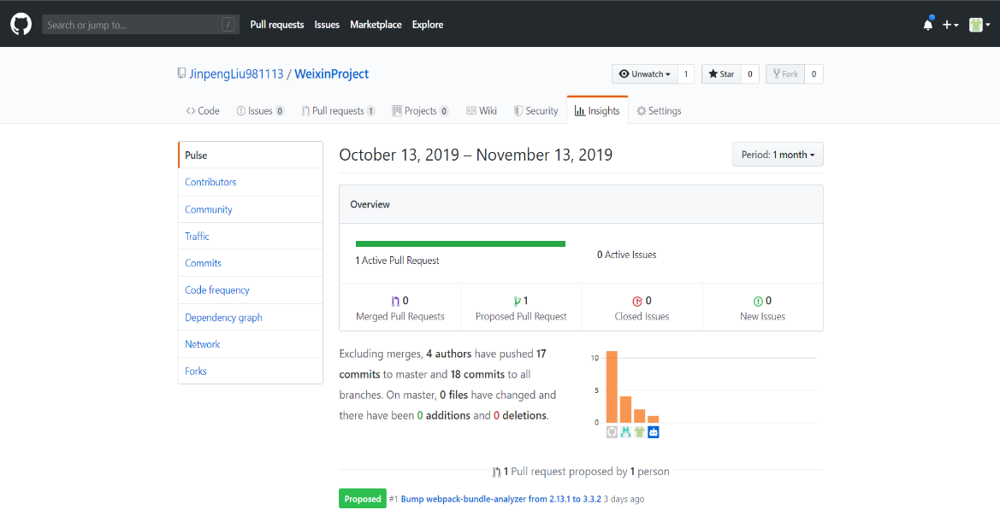 Search or jump to... / Pull requests Issues Marketplace Explore
JinpengLiu981113 / WeixinProject Unwatch 1 Star 0 Fork 0
Code Issues 0 Pull requests 1 Projects 0 Wiki Security Insights Settings
Pulse
Contributors
Community
Traffic
Commits
Code frequency
Dependency graph
Network
Forks
October 13, 2019 – November 13, 2019 Period: 1 month
Overview
1 Active Pull Request
0 Active Issues
0 1 0 0
Merged Pull Requests Proposed Pull Request Closed Issues New Issues
Excluding merges, 4 authors have pushed 17
commits to master and 18 commits to all
branches. On master, 0 files have changed and
there have been 0 additions and 0 deletions.
10
5
0
1 Pull request proposed by 1 person
Proposed #1 Bump webpack-bundle-analyzer from 2.13.1 to 3.3.2 3 days ago